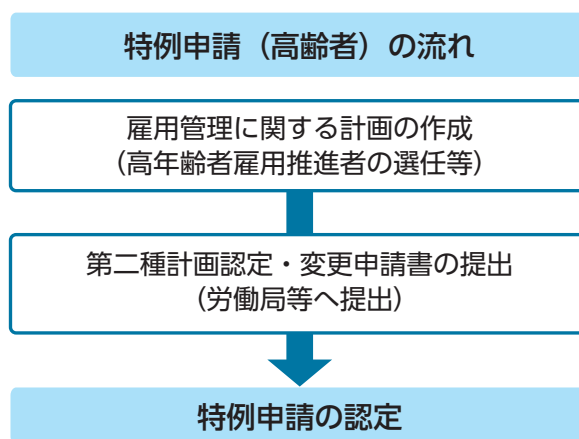 特例申請（高齢者）の流れ
雇用管理に関する計画の作成
（高年齢者雇用推進者の選任等）
第二種計画認定・変更申請書の提出
（労働局等へ提出）
特例申請の認定